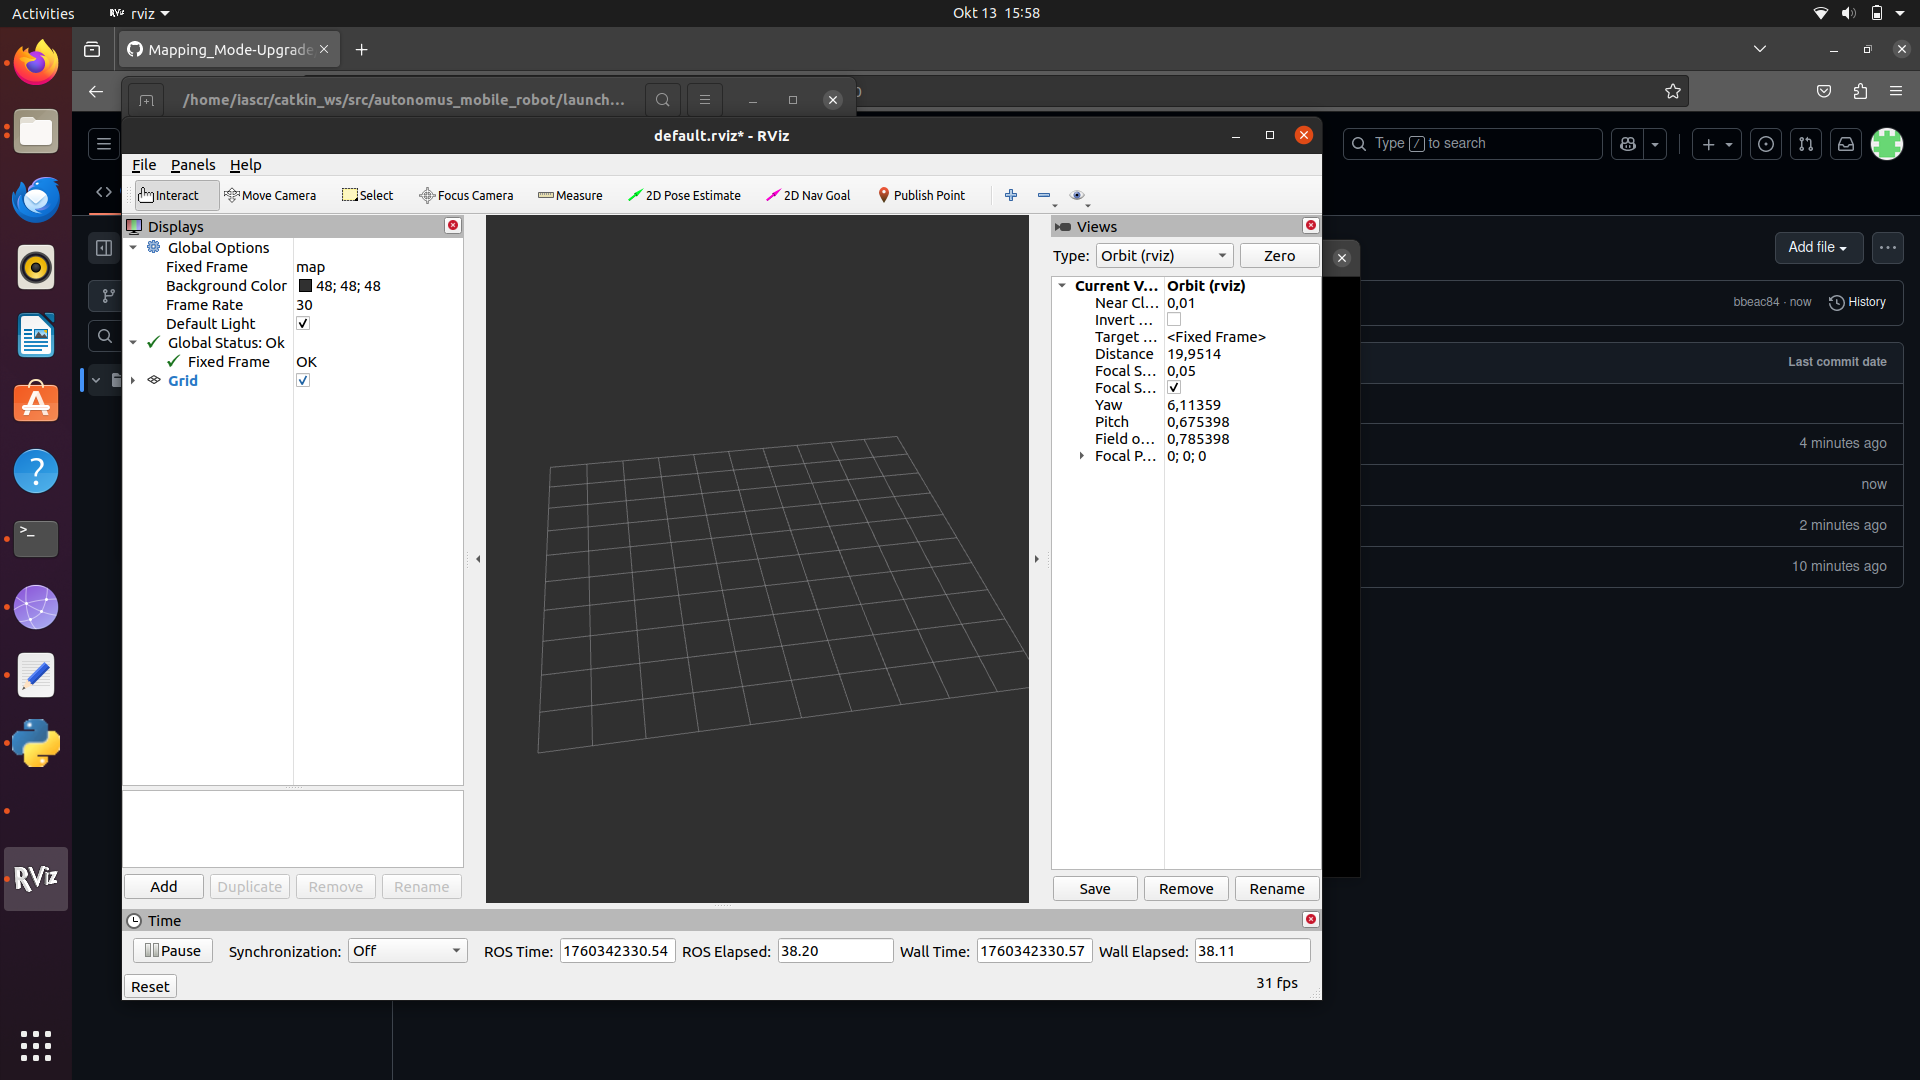 Activities
rviz
Okt 13 15:58
Mapping_Mode-Upgrade
/home/iascr/catkin_ws/src/autonomus_mobile_robot/launch...
default.rviz* - RViz
Type / to search
File Panels Help
Interact Move Camera Select Focus Camera Measure 2D Pose Estimate 2D Nav Goal Publish Point
Displays
Global Options
Fixed Frame map
Background Color 48; 48; 48
Frame Rate 30
Default Light
Global Status: Ok
Fixed Frame OK
Grid
Add Duplicate Remove Rename
Views
Type: Orbit (rviz) Zero
Current V... Orbit (rviz)
Near Cl... 0,01
Invert ...
Target ... <Fixed Frame>
Distance 19,9514
Focal S... 0,05
Focal S...
Yaw 6,11359
Pitch 0,675398
Field o... 0,785398
Focal P... 0; 0; 0
Save Remove Rename
Add file
bbeac84 · now History
Last commit date
4 minutes ago
now
2 minutes ago
10 minutes ago
RViz
Time
Pause Synchronization: Off ROS Time: 1760342330.54 ROS Elapsed: 38.20 Wall Time: 1760342330.57 Wall Elapsed: 38.11
Reset 31 fps